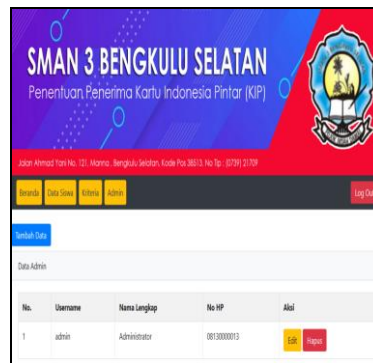 SMAN 3 BENGKULU SELATAN
Penentuan Penerima Kartu Indonesia Pintar (KIP)
Jalan Ahmad Yani No. 121, Manna, Bengkulu Selatan, Kode Pos 38513, No Tlp : (0739) 21709
Beranda Data Siswa Kriteria Admin Log Out
Tambah Data
Data Admin
No. Username Nama Lengkap No HP Aksi
1 admin Administrator 08130000013 Edit Hapus